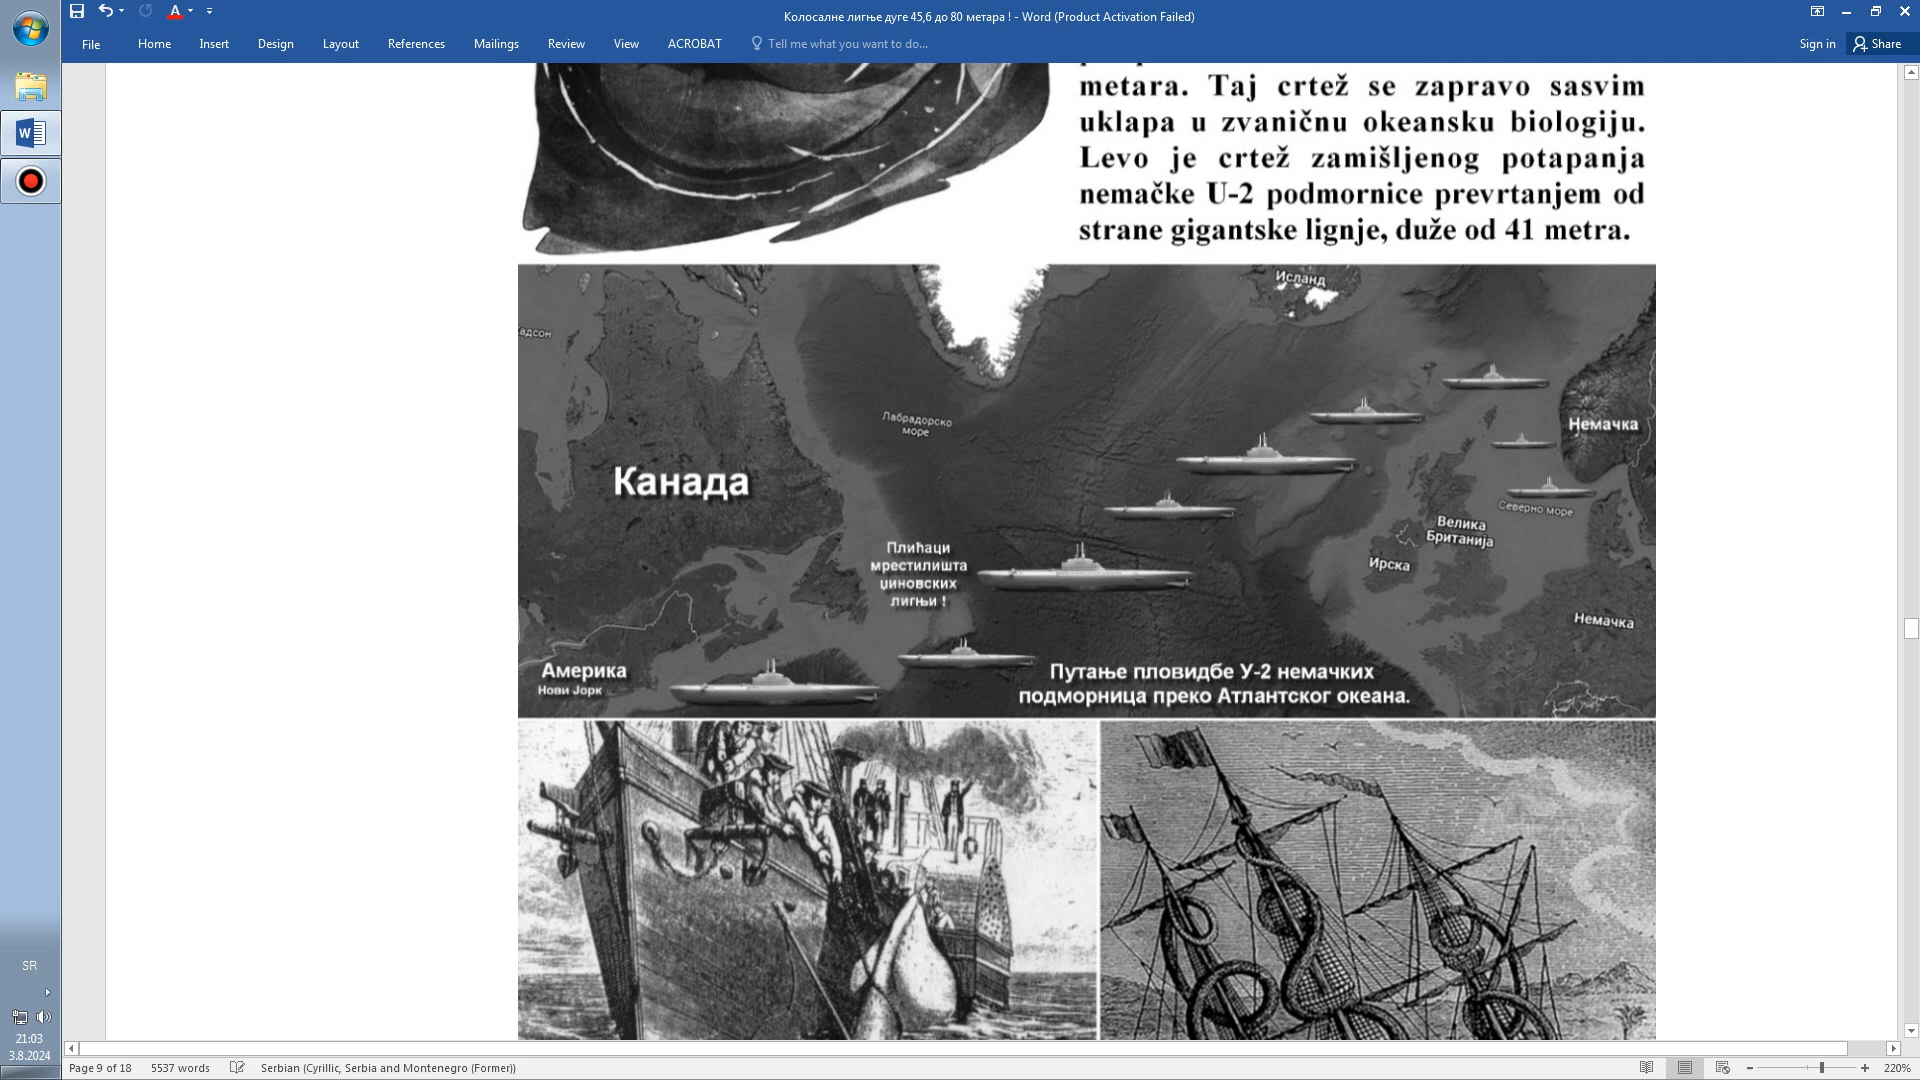 Колосалне лигње дуге 45,6 до 80 метара ! - Word (Product Activation Failed)
File Home Insert Design Layout References Mailings Review View ACROBAT Tell me what you want to do... Sign in Share
metara. Taj crtež se zapravo sasvim
uklapa u zvaničnu okeansku biologiju.
Levo je crtež zamišljenog potapanja
nemačke U-2 podmornice prevrtanjem od
strane gigantske lignje, duže od 41 metra.
Исланд
адсон
Лабрадорско
море
Немачка
Канада
Северно море
Велика
Британија
Ирска
Плићаци
мрестилишта
џиновских
лигњи !
Немачка
Америка
Нови Јорк
Путање пловидбе У-2 немачких
подморница преко Атлантског океана.
SR
21:03
3.8.2024
Page 9 of 18 5537 words Serbian (Cyrillic, Serbia and Montenegro (Former)) 220%